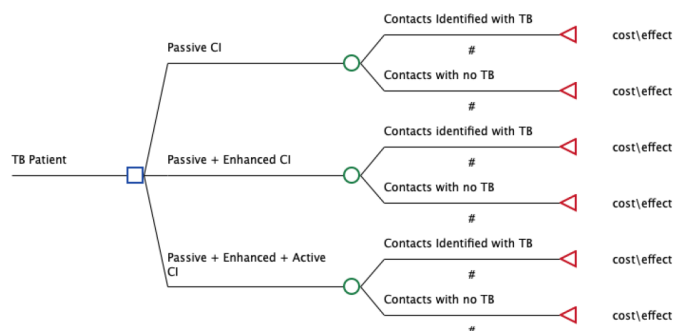 Contacts Identified with TB
cost\effect
Passive CI
#
Contacts with no TB
cost\effect
#
Contacts identified with TB
cost\effect
TB Patient
Passive + Enhanced CI
#
Contacts with no TB
cost\effect
#
Contacts Identified with TB
cost\effect
Passive + Enhanced + Active
CI
#
Contacts with no TB
cost\effect
#